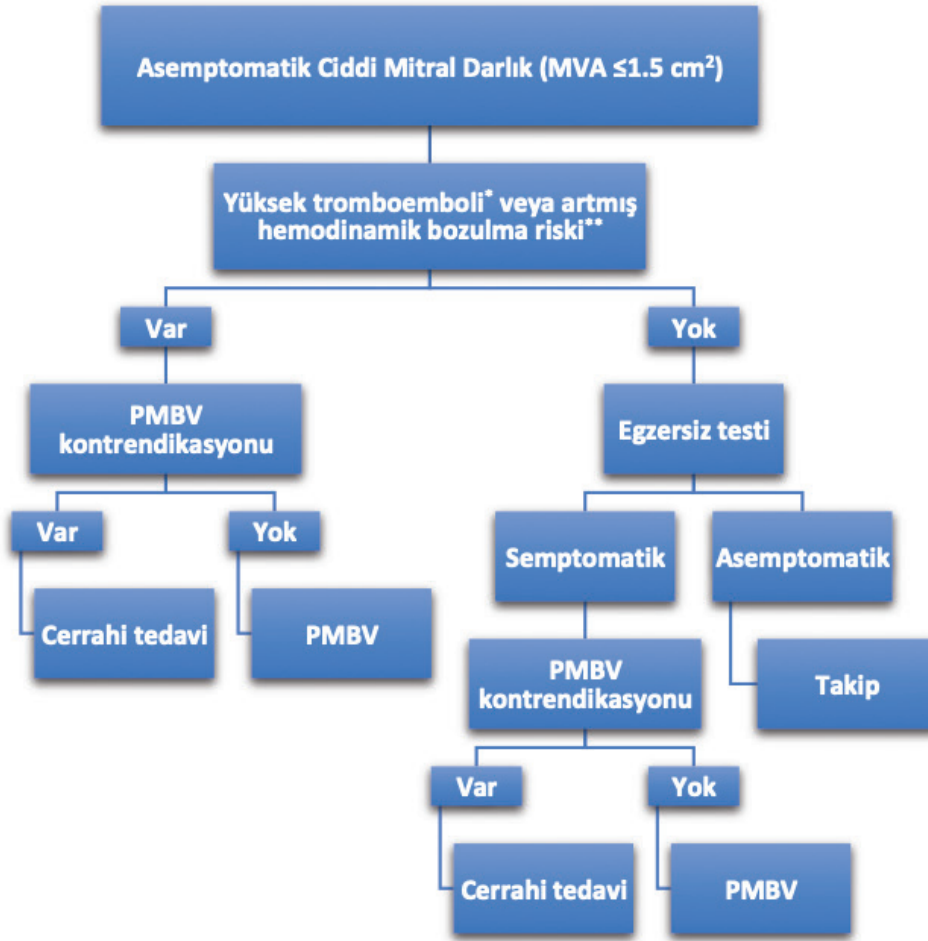 Asemptomatik Ciddi Mitral Darlık (MVA ≤1.5 cm²)
Yüksek tromboemboli* veya artmış
hemodinamik bozulma riski**
Var
Yok
PMBV
kontrendikasyonu
Egzersiz testi
Var
Yok
Semptomatik
Asemptomatik
Cerrahi tedavi
PMBV
PMBV
kontrendikasyonu
Takip
Var
Yok
Cerrahi tedavi
PMBV